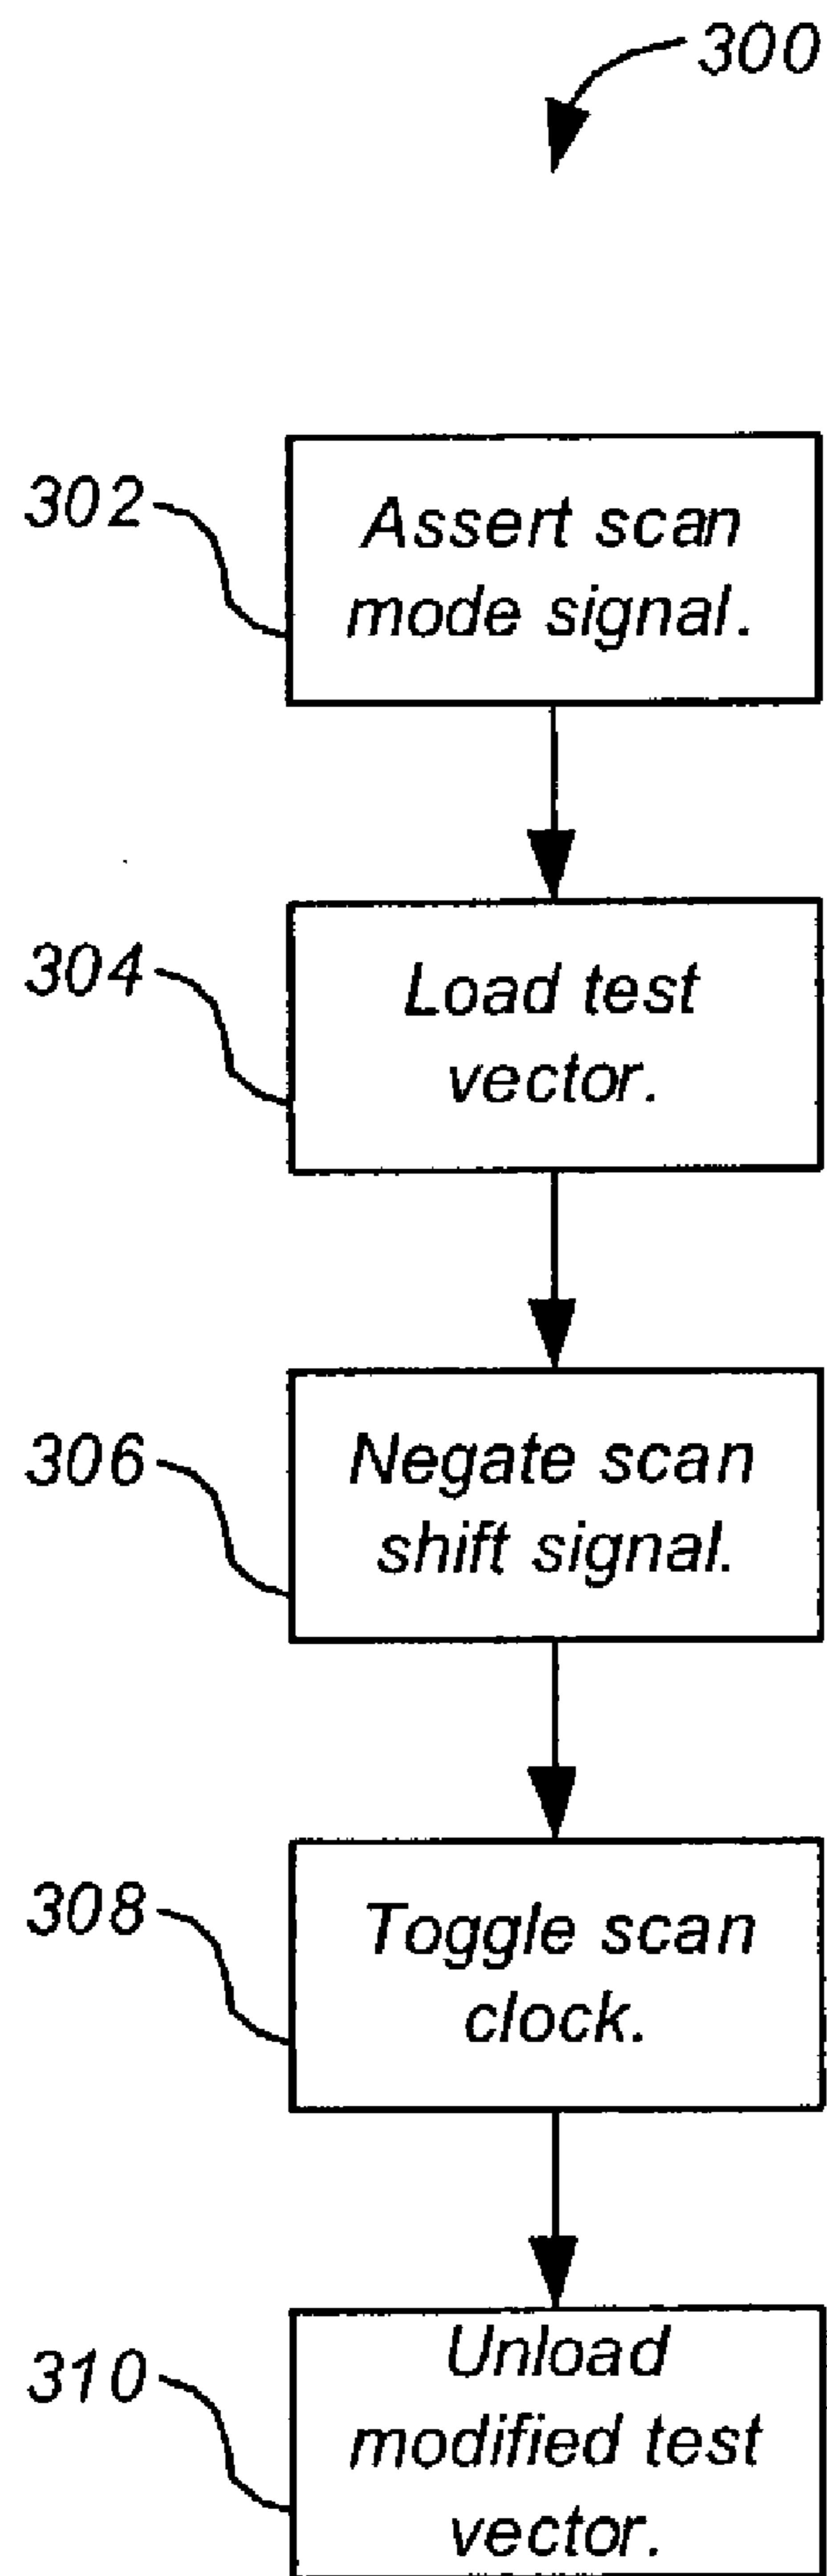 300
302
Assert scan
mode signal.
304
Load test
vector.
306
Negate scan
shift signal.
308
Toggle scan
clock.
310
Unload
modified test
vector.